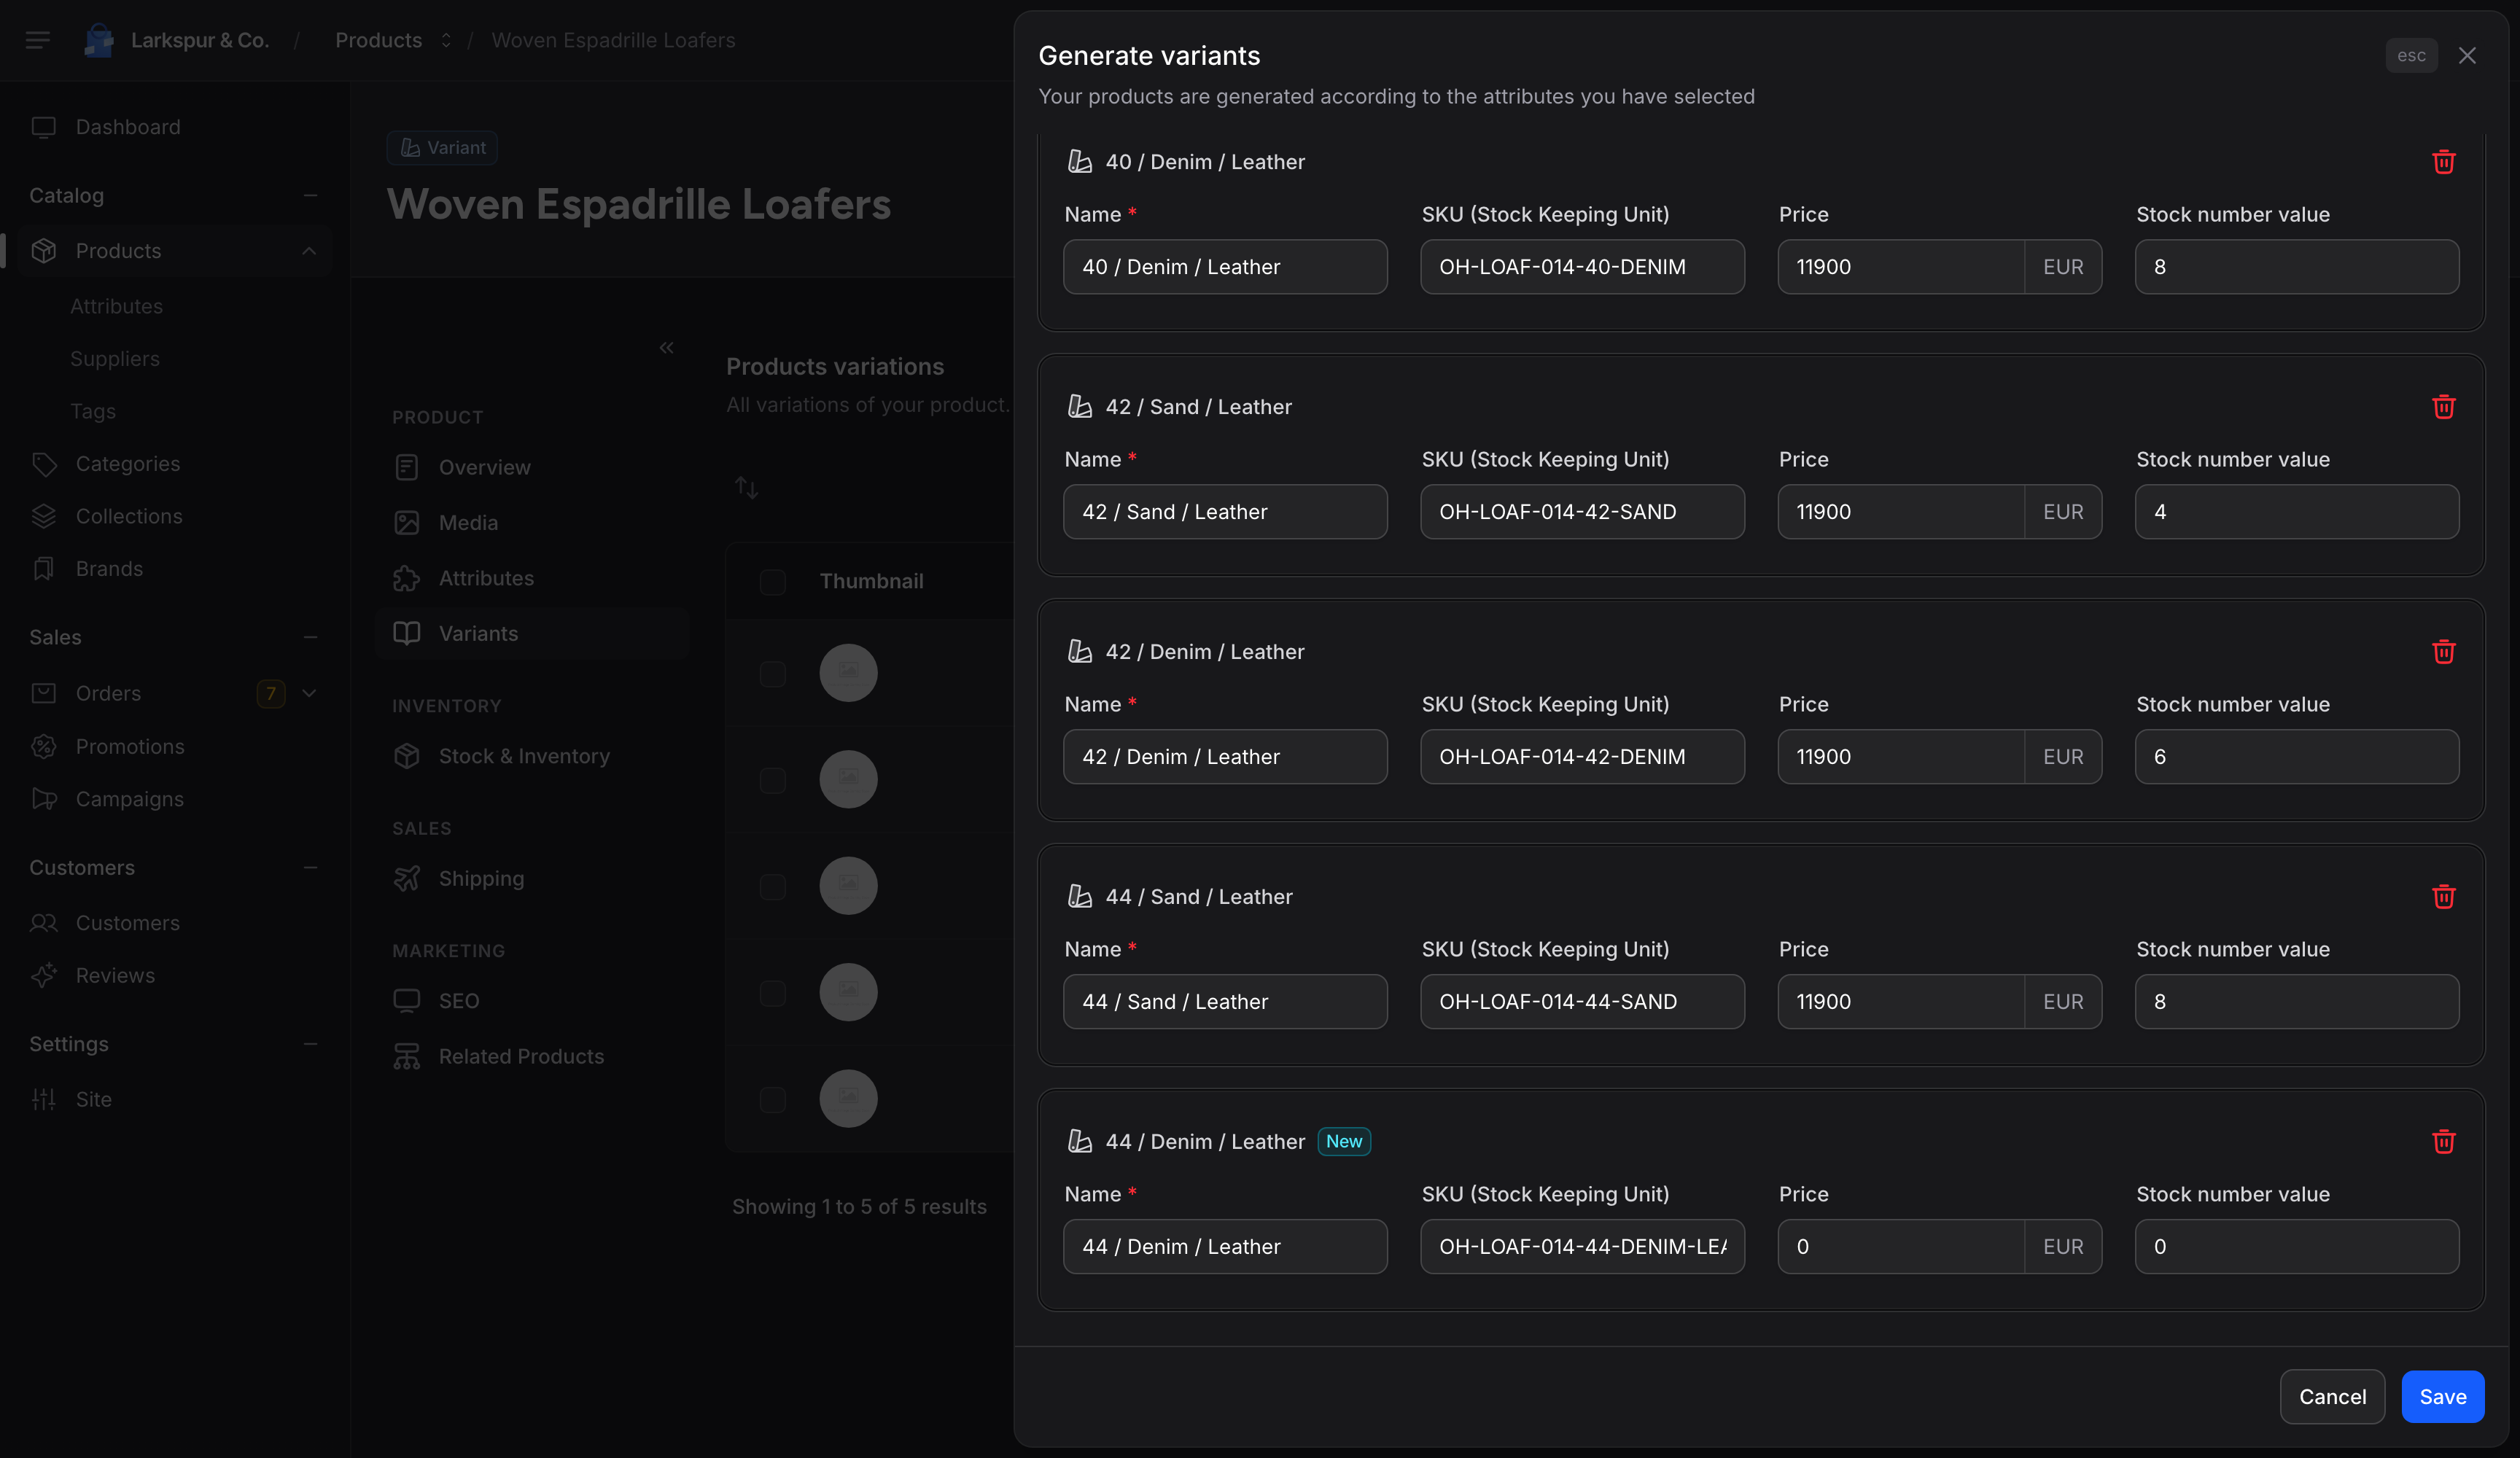 Larkspur & Co. / Products / Woven Espadrille Loafers
Dashboard
Catalog
Products
Attributes
Suppliers
Tags
Categories
Collections
Brands
Sales
Orders 7
Promotions
Campaigns
Customers
Customers
Reviews
Settings
Site
Variant
Woven Espadrille Loafers
PRODUCT
Overview
Media
Attributes
Variants
INVENTORY
Stock & Inventory
SALES
Shipping
MARKETING
SEO
Related Products
Products variations
All variations of your product.
Thumbnail
Showing 1 to 5 of 5 results
Generate variants
esc
Your products are generated according to the attributes you have selected
40 / Denim / Leather
Name * SKU (Stock Keeping Unit) Price Stock number value
40 / Denim / Leather OH-LOAF-014-40-DENIM 11900 EUR 8
42 / Sand / Leather
Name * SKU (Stock Keeping Unit) Price Stock number value
42 / Sand / Leather OH-LOAF-014-42-SAND 11900 EUR 4
42 / Denim / Leather
Name * SKU (Stock Keeping Unit) Price Stock number value
42 / Denim / Leather OH-LOAF-014-42-DENIM 11900 EUR 6
44 / Sand / Leather
Name * SKU (Stock Keeping Unit) Price Stock number value
44 / Sand / Leather OH-LOAF-014-44-SAND 11900 EUR 8
44 / Denim / Leather New
Name * SKU (Stock Keeping Unit) Price Stock number value
44 / Denim / Leather OH-LOAF-014-44-DENIM-LEA 0 EUR 0
Cancel Save